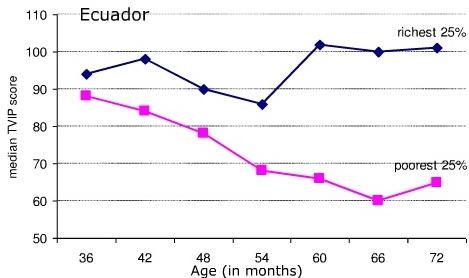 Ecuador
richest 25%
poorest 25%
median TVIP score
110
100
90
80
70
60
50
36 42 48 54 60 66 72
Age (in months)